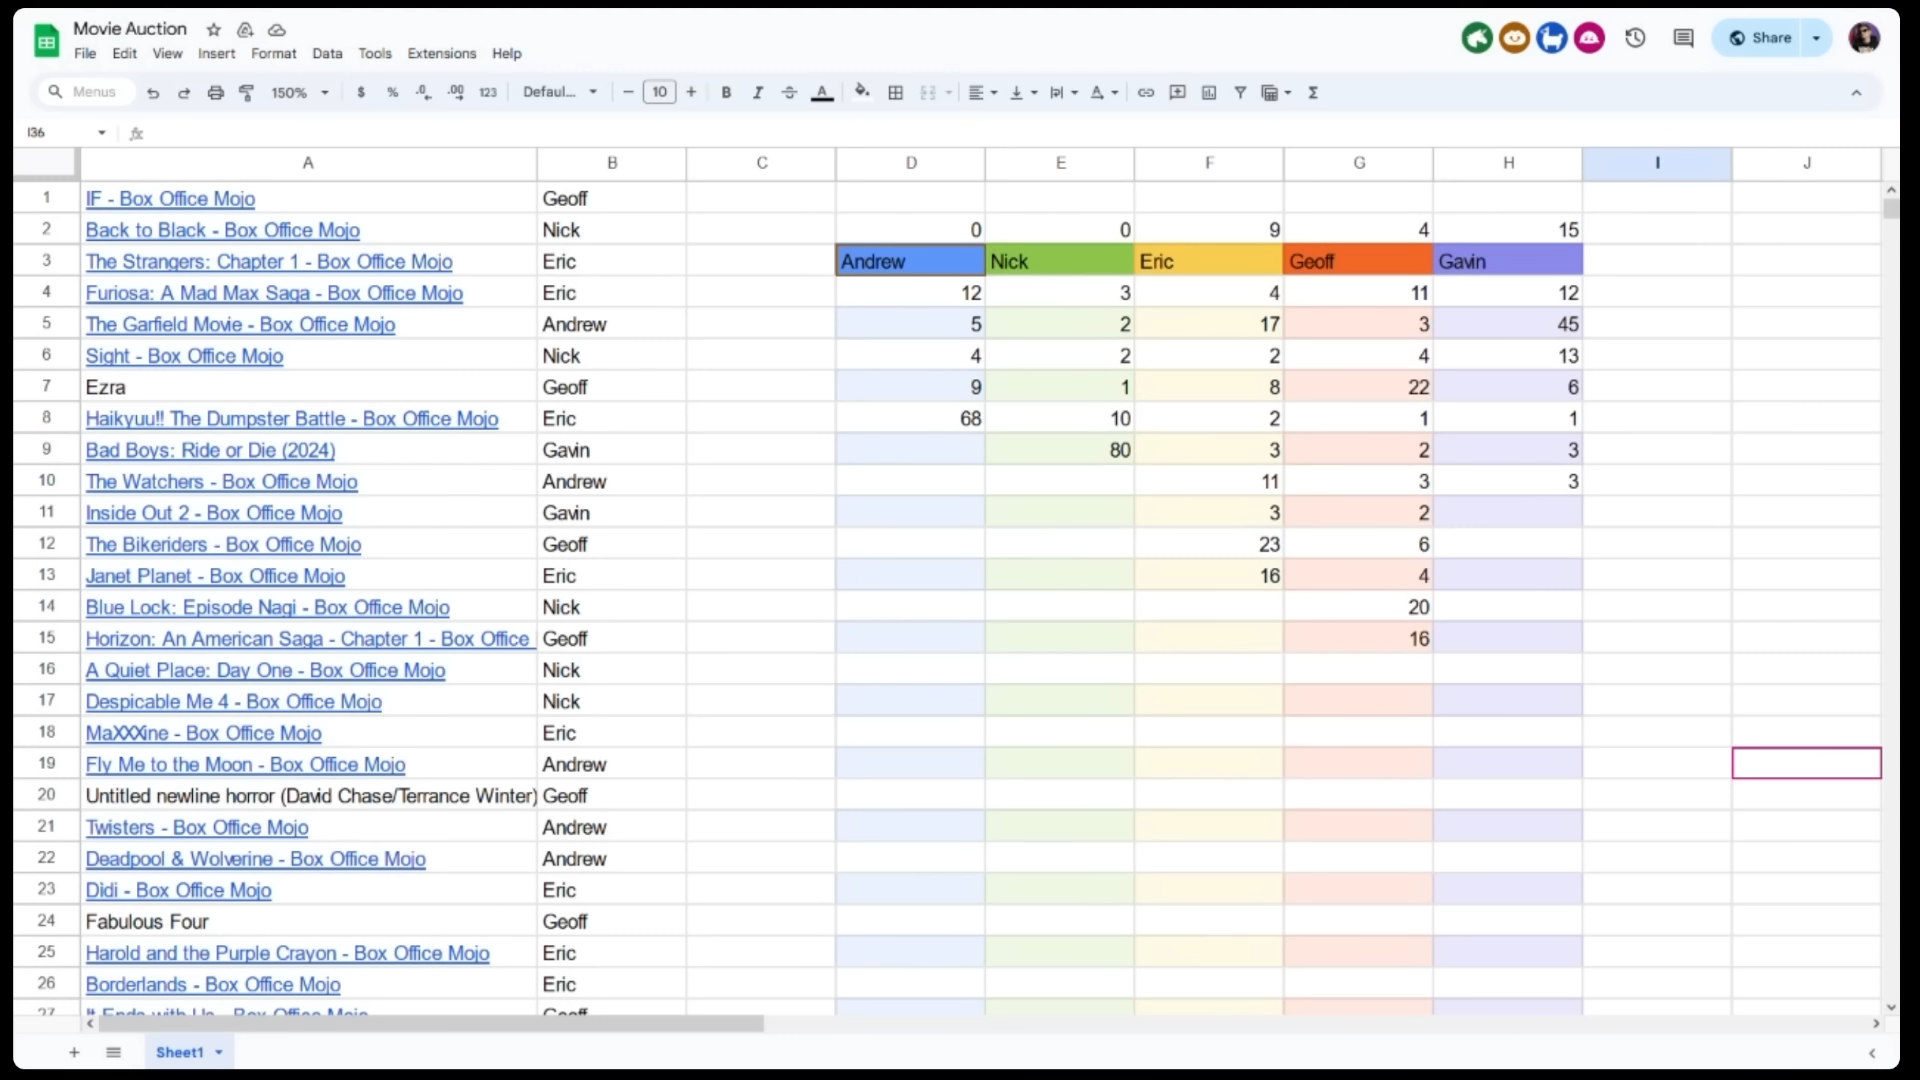 Movie Auction
File Edit View Insert Format Data Tools Extensions Help
Share
Menus 150% $ % .0 .00 123 Defaul... 10 B I A
I36 fx
A B C D E F G H I J
1 IF - Box Office Mojo Geoff
2 Back to Black - Box Office Mojo Nick 0 0 9 4 15
3 The Strangers: Chapter 1 - Box Office Mojo Eric Andrew Nick Eric Geoff Gavin
4 Furiosa: A Mad Max Saga - Box Office Mojo Eric 12 3 4 11 12
5 The Garfield Movie - Box Office Mojo Andrew 5 2 17 3 45
6 Sight - Box Office Mojo Nick 4 2 2 4 13
7 Ezra Geoff 9 1 8 22 6
8 Haikyuu!! The Dumpster Battle - Box Office Mojo Eric 68 10 2 1 1
9 Bad Boys: Ride or Die (2024) Gavin 80 3 2 3
10 The Watchers - Box Office Mojo Andrew 11 3 3
11 Inside Out 2 - Box Office Mojo Gavin 3 2
12 The Bikeriders - Box Office Mojo Geoff 23 6
13 Janet Planet - Box Office Mojo Eric 16 4
14 Blue Lock: Episode Nagi - Box Office Mojo Nick 20
15 Horizon: An American Saga - Chapter 1 - Box Office Geoff 16
16 A Quiet Place: Day One - Box Office Mojo Nick
17 Despicable Me 4 - Box Office Mojo Nick
18 MaXXXine - Box Office Mojo Eric
19 Fly Me to the Moon - Box Office Mojo Andrew
20 Untitled newline horror (David Chase/Terrance Winter) Geoff
21 Twisters - Box Office Mojo Andrew
22 Deadpool & Wolverine - Box Office Mojo Andrew
23 Didi - Box Office Mojo Eric
24 Fabulous Four Geoff
25 Harold and the Purple Crayon - Box Office Mojo Eric
26 Borderlands - Box Office Mojo Eric
27 It Ends with Us - Box Office Mojo Geoff
Sheet1